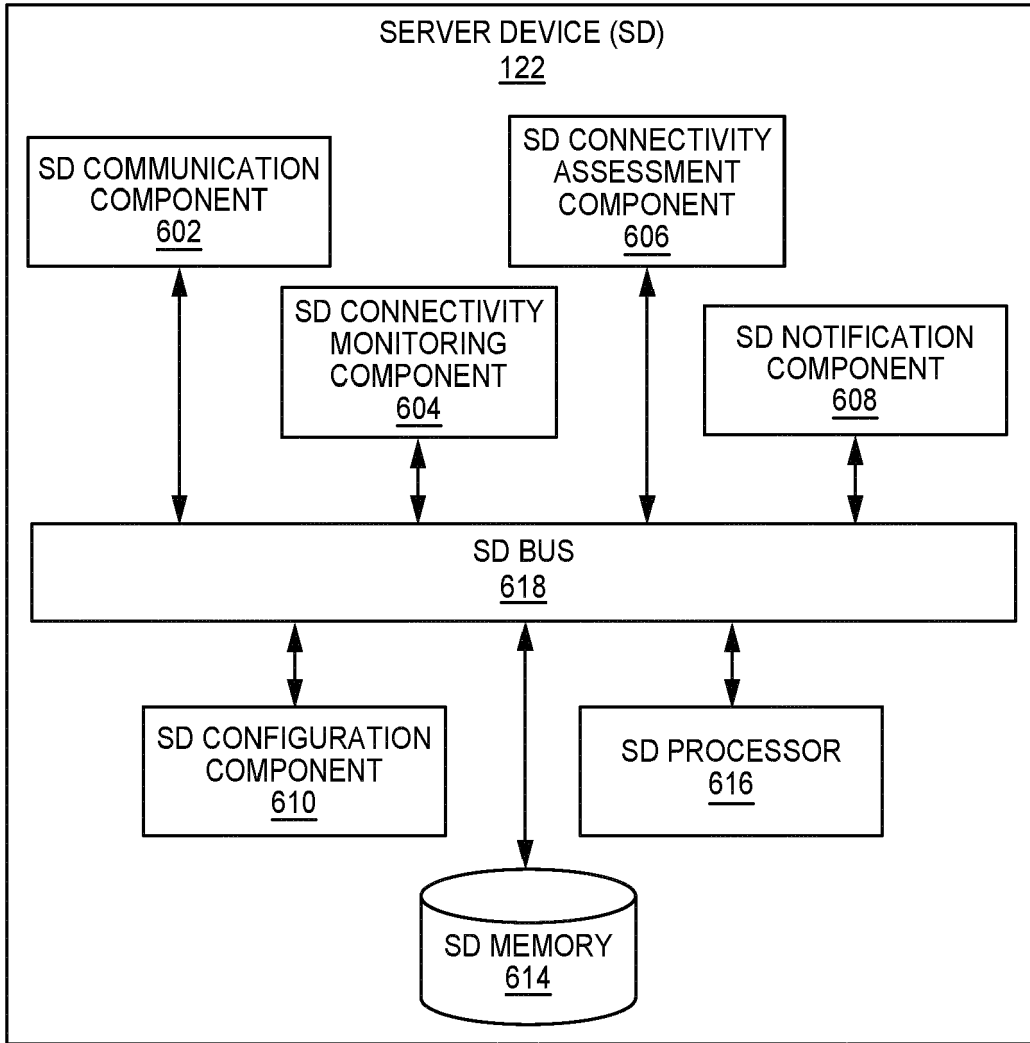 SERVER DEVICE (SD)
122
SD COMMUNICATION
COMPONENT
602
SD CONNECTIVITY
ASSESSMENT
COMPONENT
606
SD CONNECTIVITY
MONITORING
COMPONENT
604
SD NOTIFICATION
COMPONENT
608
SD BUS
618
SD CONFIGURATION
COMPONENT
610
SD PROCESSOR
616
SD MEMORY
614